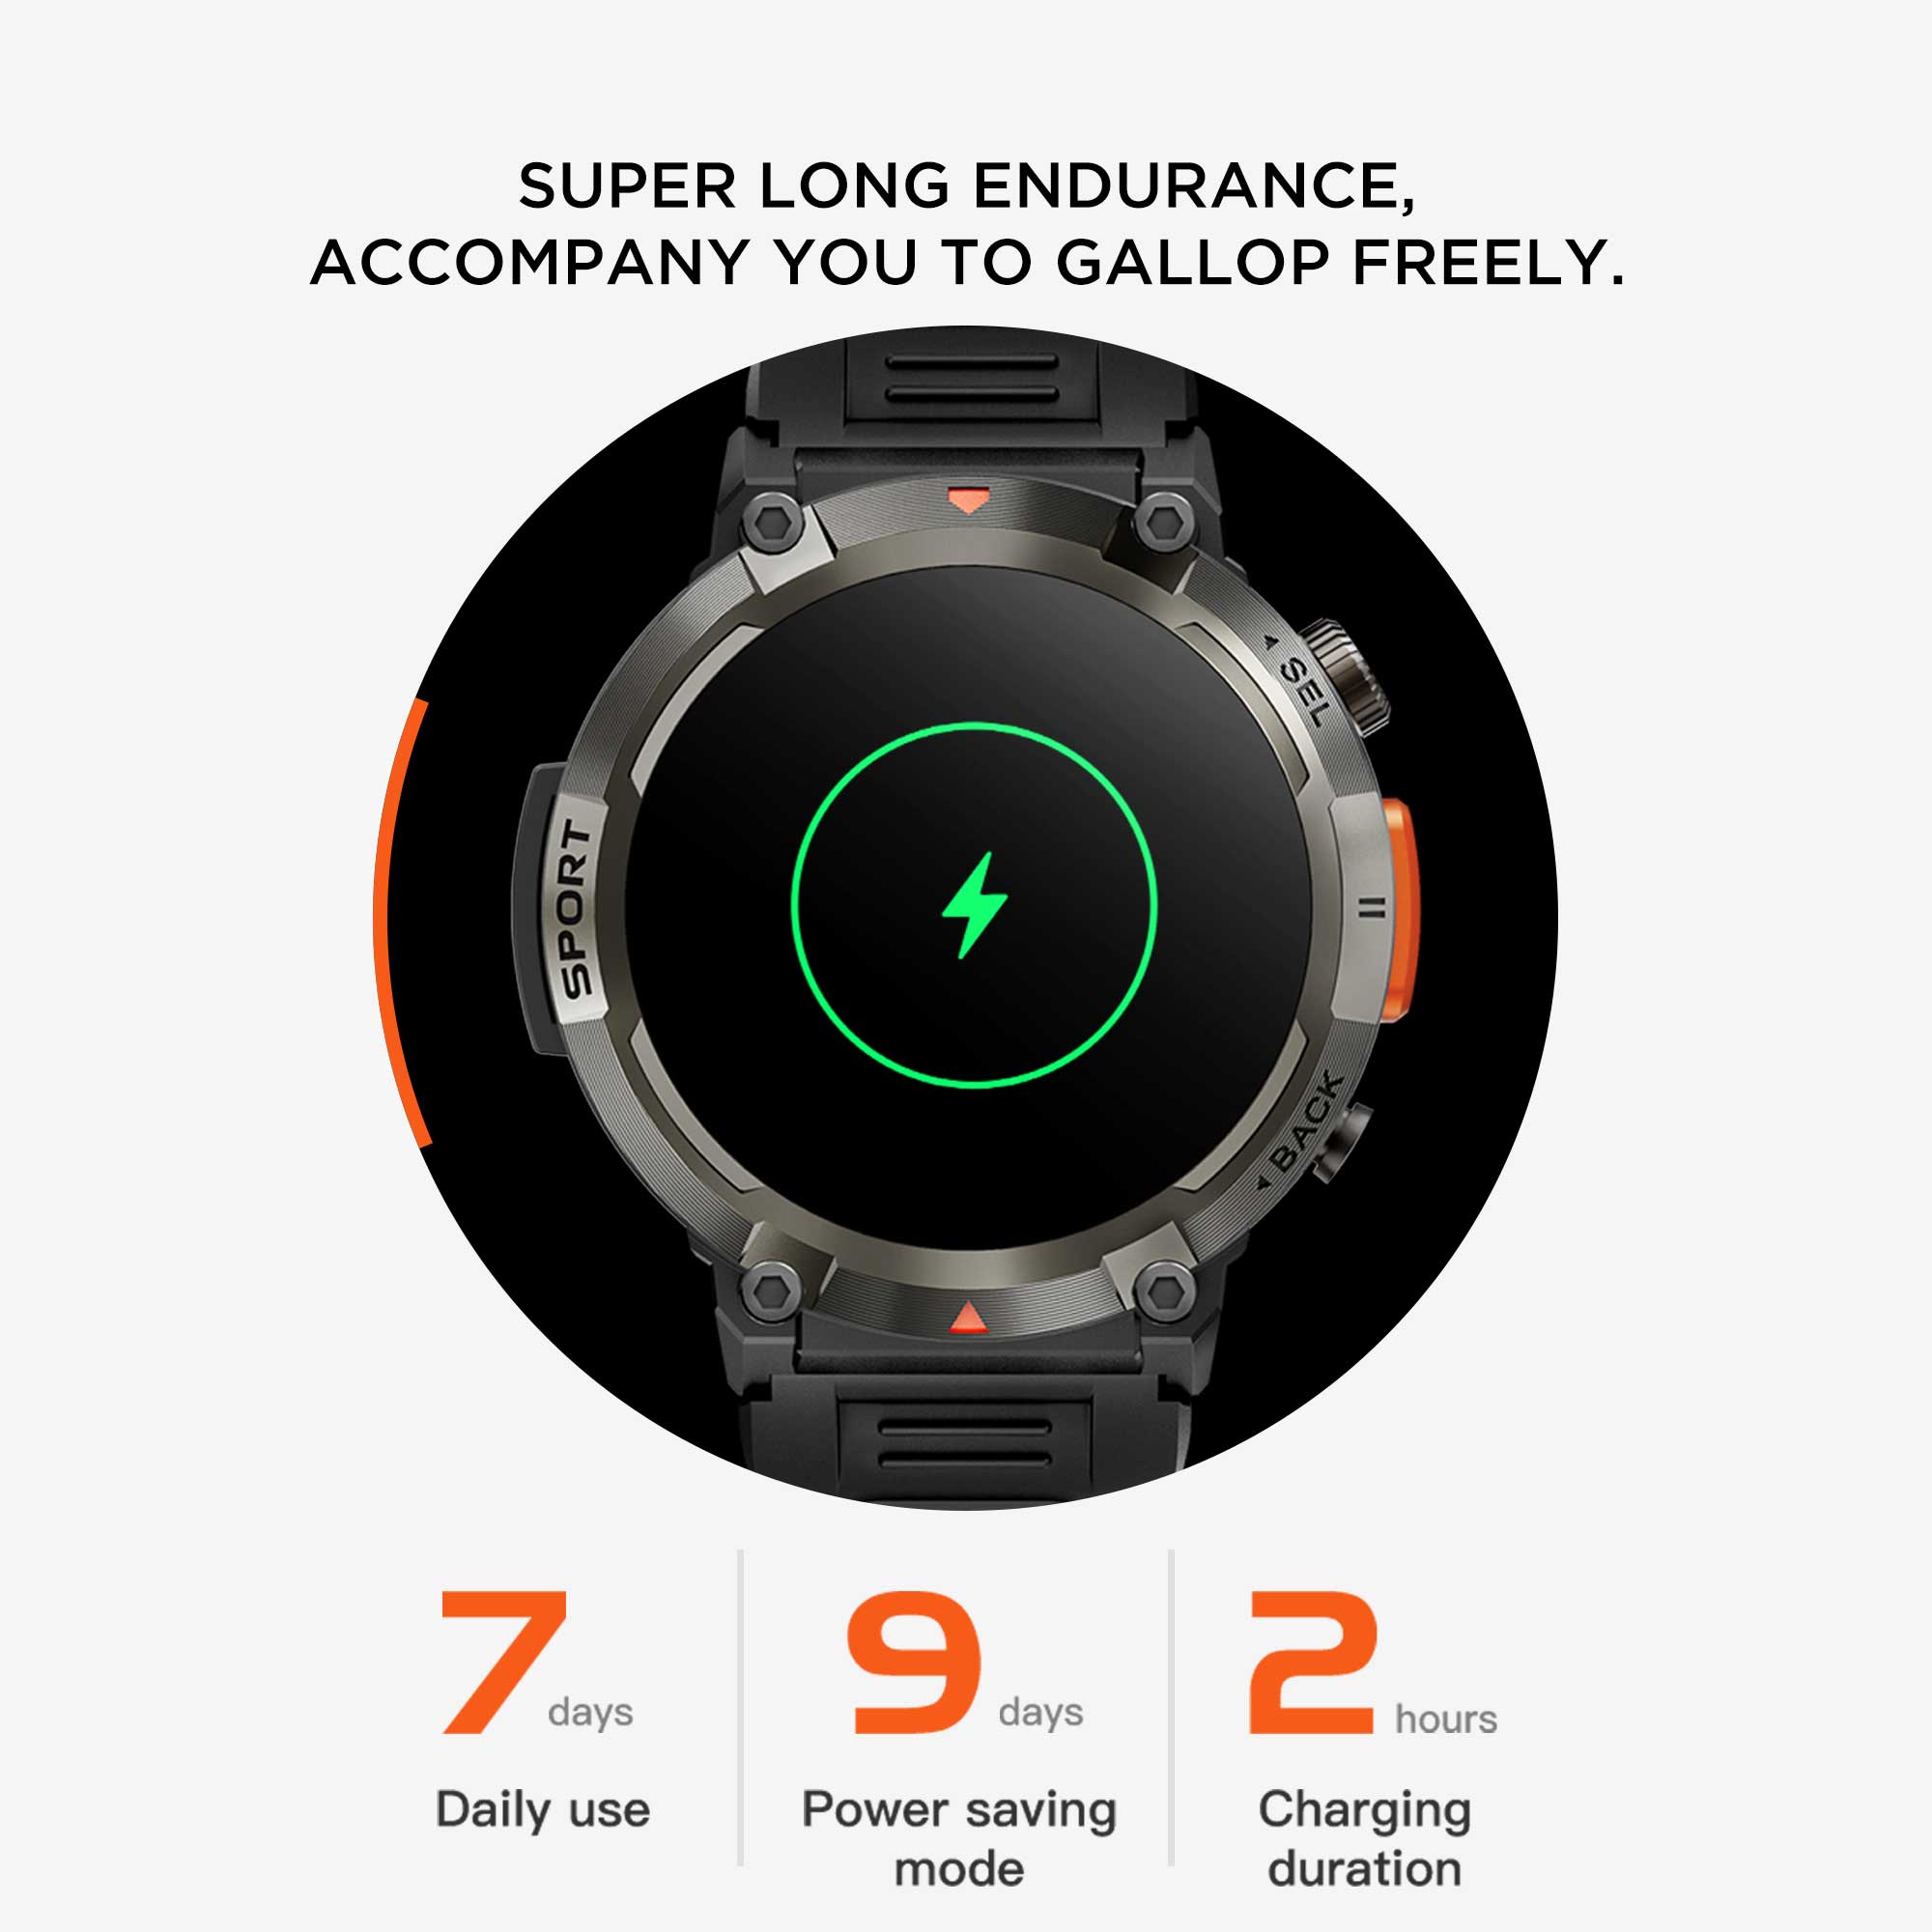 SUPER LONG ENDURANCE,
ACCOMPANY YOU TO GALLOP FREELY.
SEL
SPORT
BACK
7 days
Daily use
9 days
Power saving
mode
2 hours
Charging
duration